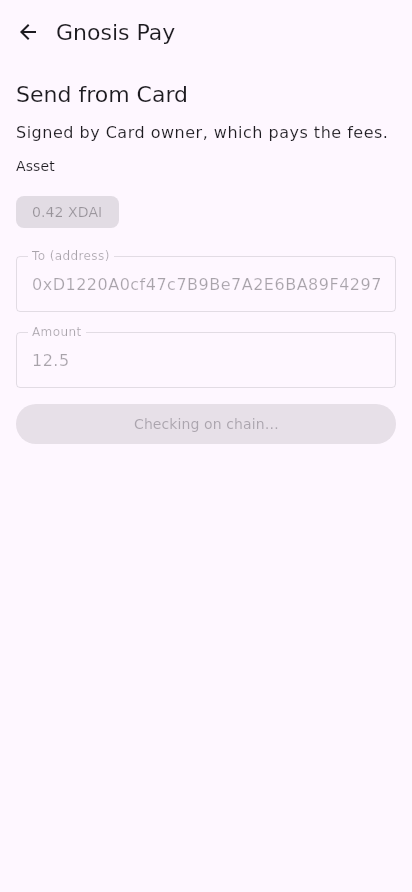 Gnosis Pay
Send from Card
Signed by Card owner, which pays the fees.
Asset
0.42 XDAI
To (address)
0xD1220A0cf47c7B9Be7A2E6BA89F4297
Amount
12.5
Checking on chain…